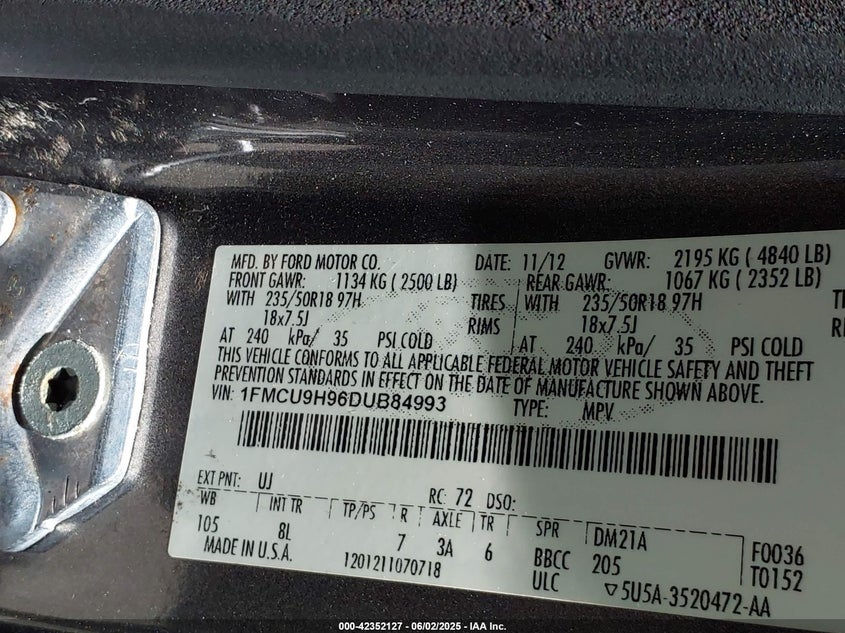 MFD. BY FORD MOTOR CO. DATE: 11/12 GVWR: 2195 KG ( 4840 LB)
FRONT GAWR: 1134 KG ( 2500 LB) REAR GAWR: 1067 KG ( 2352 LB)
WITH 235/50R18 97H TIRES WITH 235/50R18 97H
18x7.5J RIMS 18x7.5J
AT 240 kPa/ 35 PSI COLD AT 240 kPa/ 35 PSI COLD
THIS VEHICLE CONFORMS TO ALL APPLICABLE FEDERAL MOTOR VEHICLE SAFETY AND THEFT
PREVENTION STANDARDS IN EFFECT ON THE DATE OF MANUFACTURE SHOWN ABOVE.
VIN: 1FMCU9H96DUB84993 TYPE: MPV
EXT PNT: UJ RC: 72 DSO:
WB INT TR TP/PS R AXLE TR SPR DM21A F0036
105 8L 7 3A 6 BBCC 205 T0152
MADE IN U.S.A. 1201211070718 ULC ▽5U5A-3520472-AA
000-42352127 - 06/02/2025 - IAA Inc.